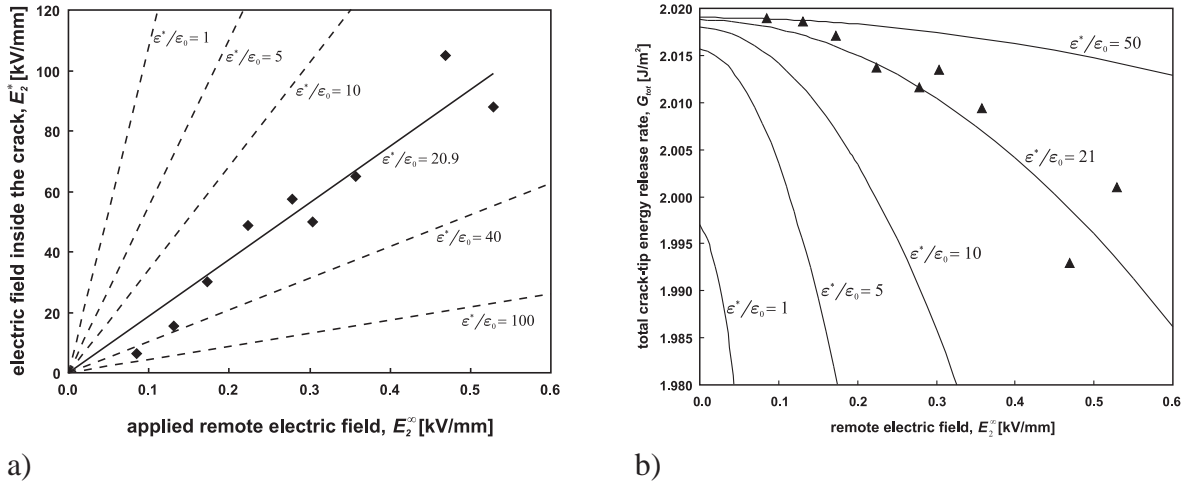 electric field inside the crack, E₂* [kV/mm]
120
100
80
60
40
20
0
0.0 0.1 0.2 0.3 0.4 0.5 0.6
applied remote electric field, E₂^∞ [kV/mm]
ε*/ε₀ = 1
ε*/ε₀ = 5
ε*/ε₀ = 10
ε*/ε₀ = 20.9
ε*/ε₀ = 40
ε*/ε₀ = 100
a)
total crack-tip energy release rate, G_tot [J/m²]
2.020
2.015
2.010
2.005
2.000
1.995
1.990
1.985
1.980
0.0 0.1 0.2 0.3 0.4 0.5 0.6
remote electric field, E₂^∞ [kV/mm]
ε*/ε₀ = 50
ε*/ε₀ = 21
ε*/ε₀ = 10
ε*/ε₀ = 5
ε*/ε₀ = 1
b)